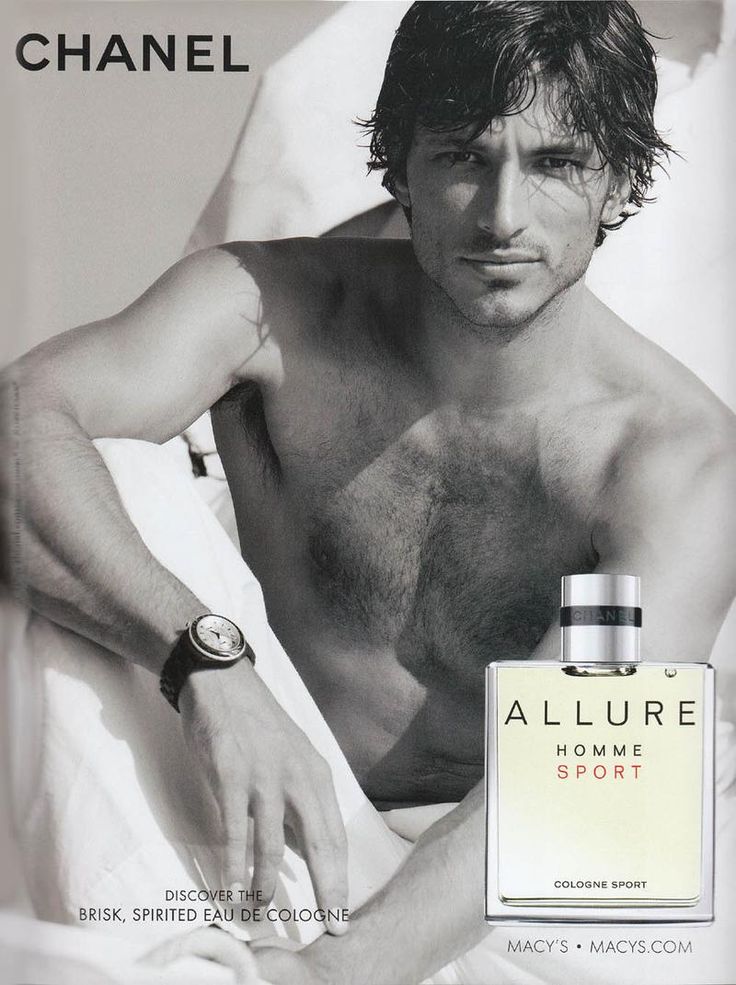 CHANEL
CHANEL
ALLURE
HOMME
SPORT
COLOGNE SPORT
DISCOVER THE
BRISK, SPIRITED EAU DE COLOGNE
MACY'S • MACYS.COM